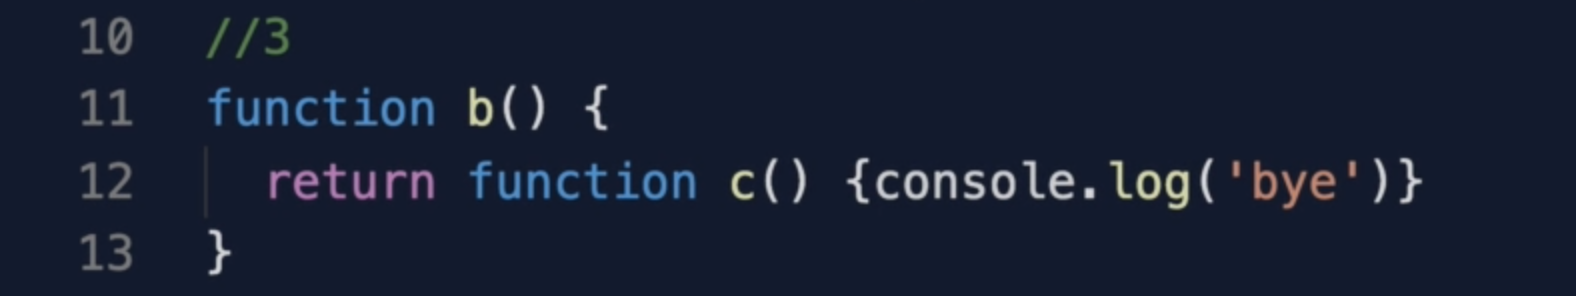 10 //3
11 function b() {
12 return function c() {console.log('bye')}
13 }